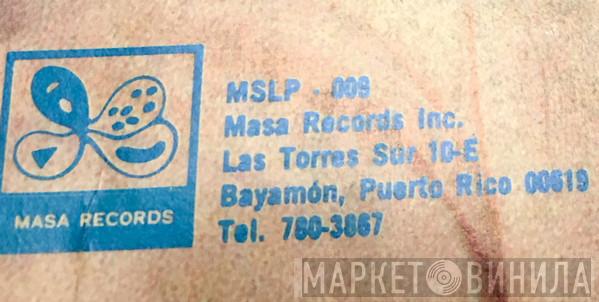 MSLP - 009
Masa Records Inc.
Las Torres Sur 10-E
Bayamón, Puerto Rico 00619
Tel. 780-3867
MASA RECORDS
МАРКЕТ ВИНИЛА